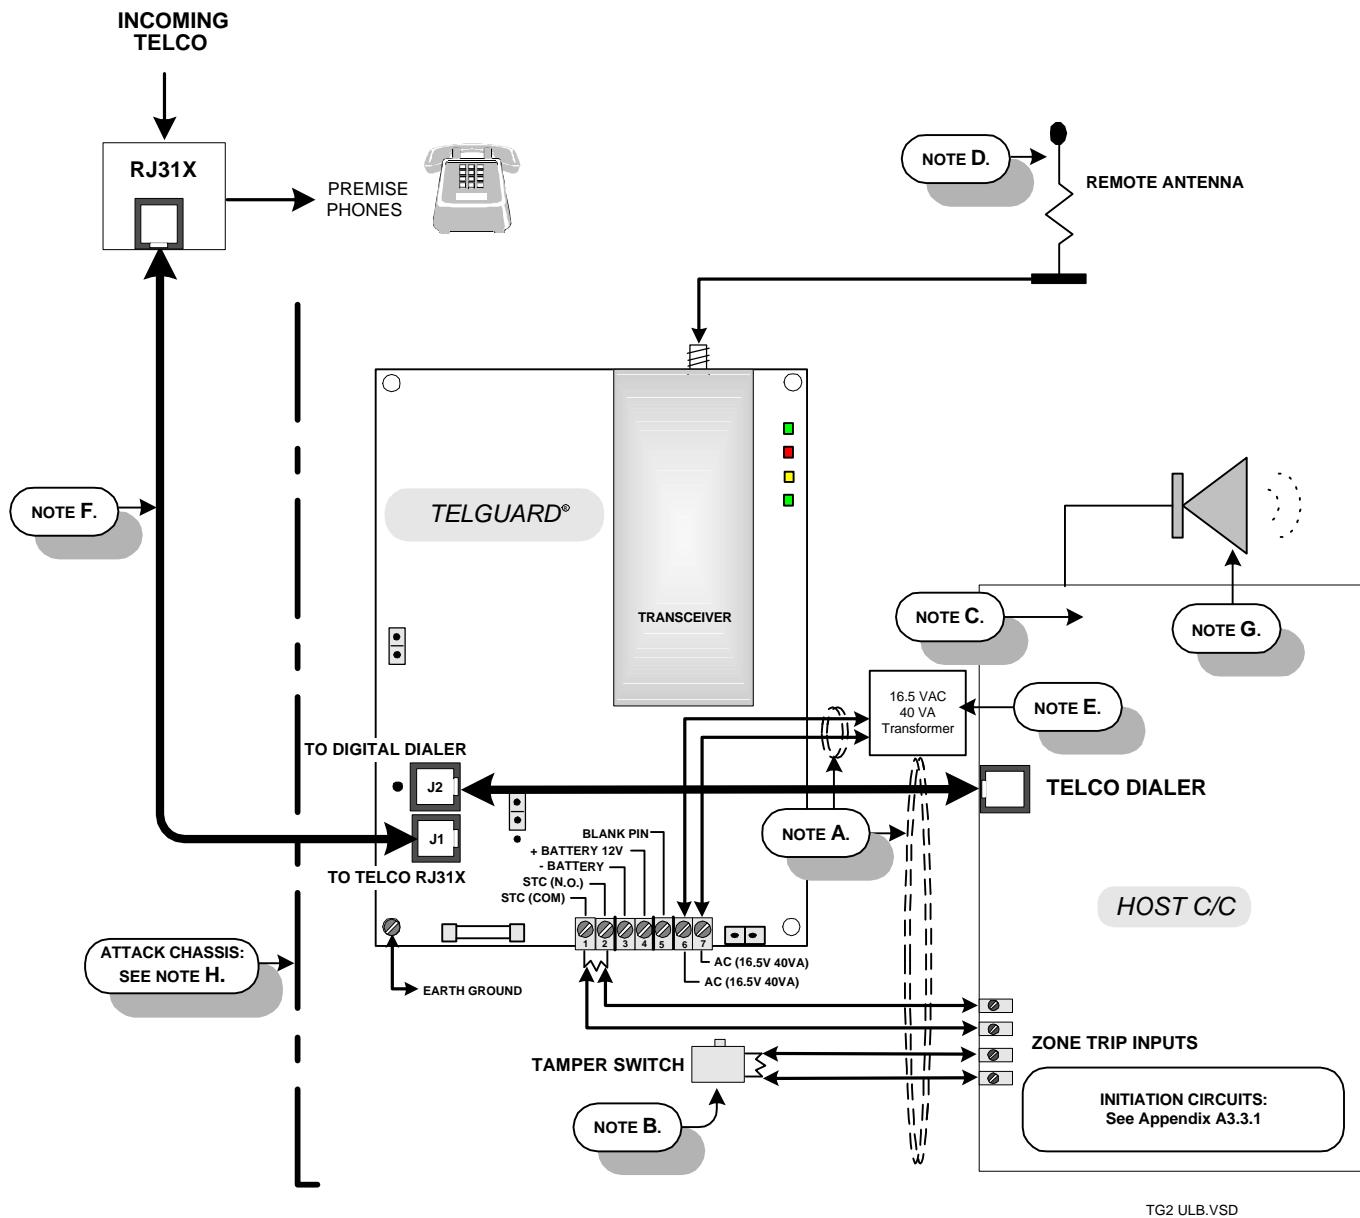 INCOMING
TELCO
RJ31X
PREMISE
PHONES
NOTE D.
REMOTE ANTENNA
NOTE F.
TELGUARD®
TRANSCEIVER
NOTE C.
NOTE G.
16.5 VAC
40 VA
Transformer
NOTE E.
TO DIGITAL DIALER
J2
TELCO DIALER
J1
NOTE A.
BLANK PIN
+ BATTERY 12V
- BATTERY
STC (N.O.)
STC (COM)
TO TELCO RJ31X
HOST C/C
1 2 3 4 5 6 7
ATTACK CHASSIS:
SEE NOTE H.
AC (16.5V 40VA)
AC (16.5V 40VA)
EARTH GROUND
ZONE TRIP INPUTS
TAMPER SWITCH
NOTE B.
INITIATION CIRCUITS:
See Appendix A3.3.1
TG2 ULB.VSD